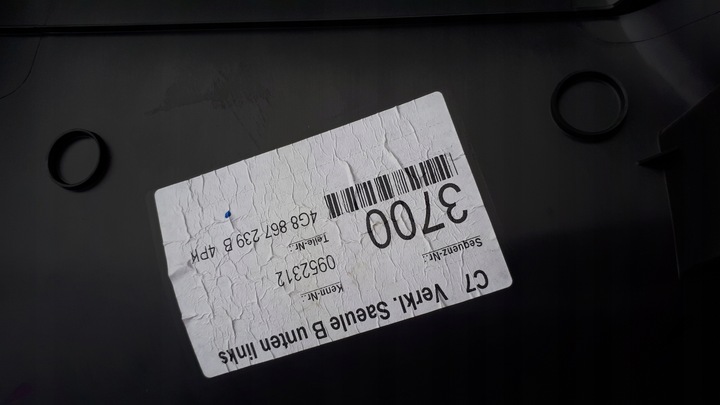 C7 Verkl. Saeule B unten links
Sequenz-Nr.:
3700
Kenn-Nr.:
0952312
Teile-Nr.:
4G8 867 239 B 4PK